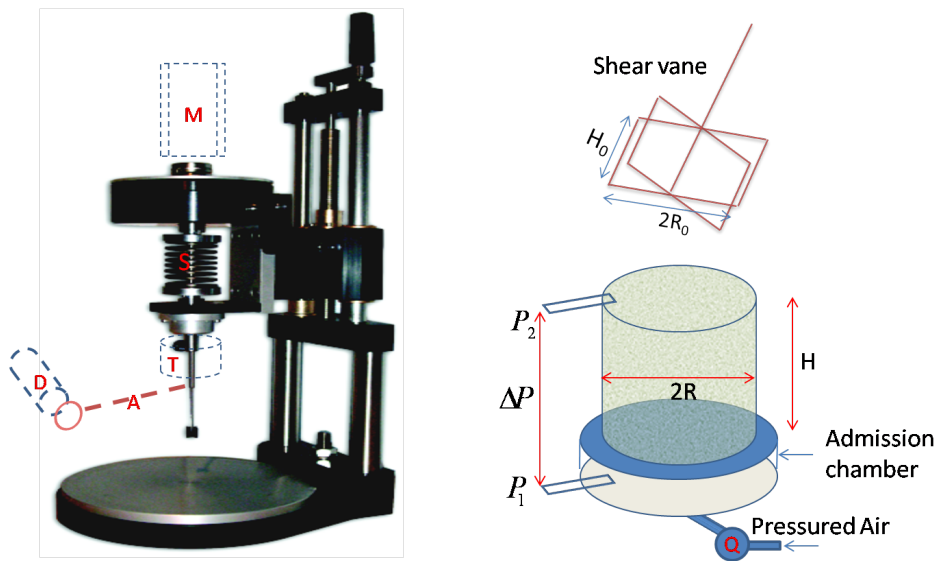 M
S
T
D
A
Shear vane
H0
2R0
P2
ΔP
2R
H
P1
Admission
chamber
Pressured Air
Q